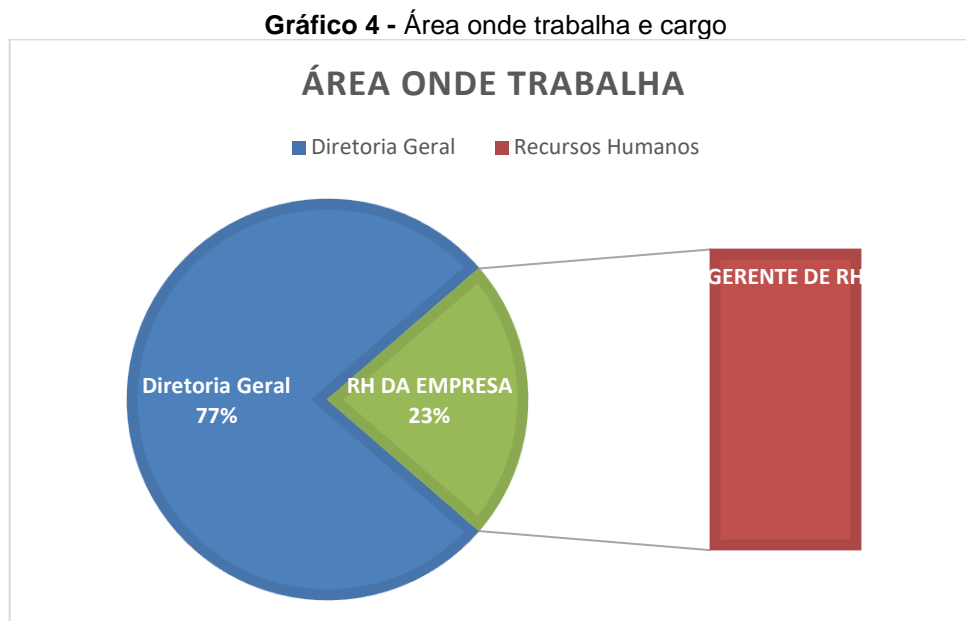 Gráfico 4 - Área onde trabalha e cargo
ÁREA ONDE TRABALHA
Diretoria Geral
Recursos Humanos
GERENTE DE RH
Diretoria Geral
77%
RH DA EMPRESA
23%